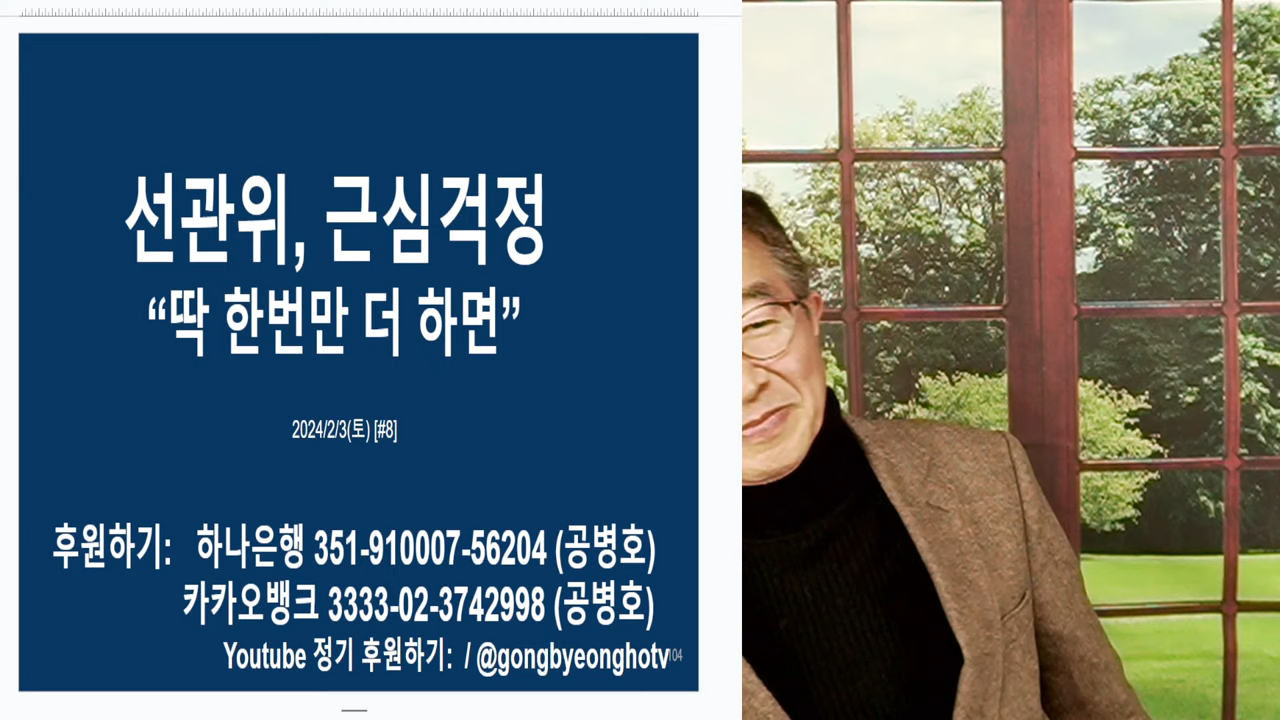 선관위, 근심걱정
“딱 한번만 더 하면”
2024/2/3(토) [#8]
후원하기: 하나은행 351-910007-56204 (공병호)
카카오뱅크 3333-02-3742998 (공병호)
Youtube 정기 후원하기: / @gongbyeonghotv
104